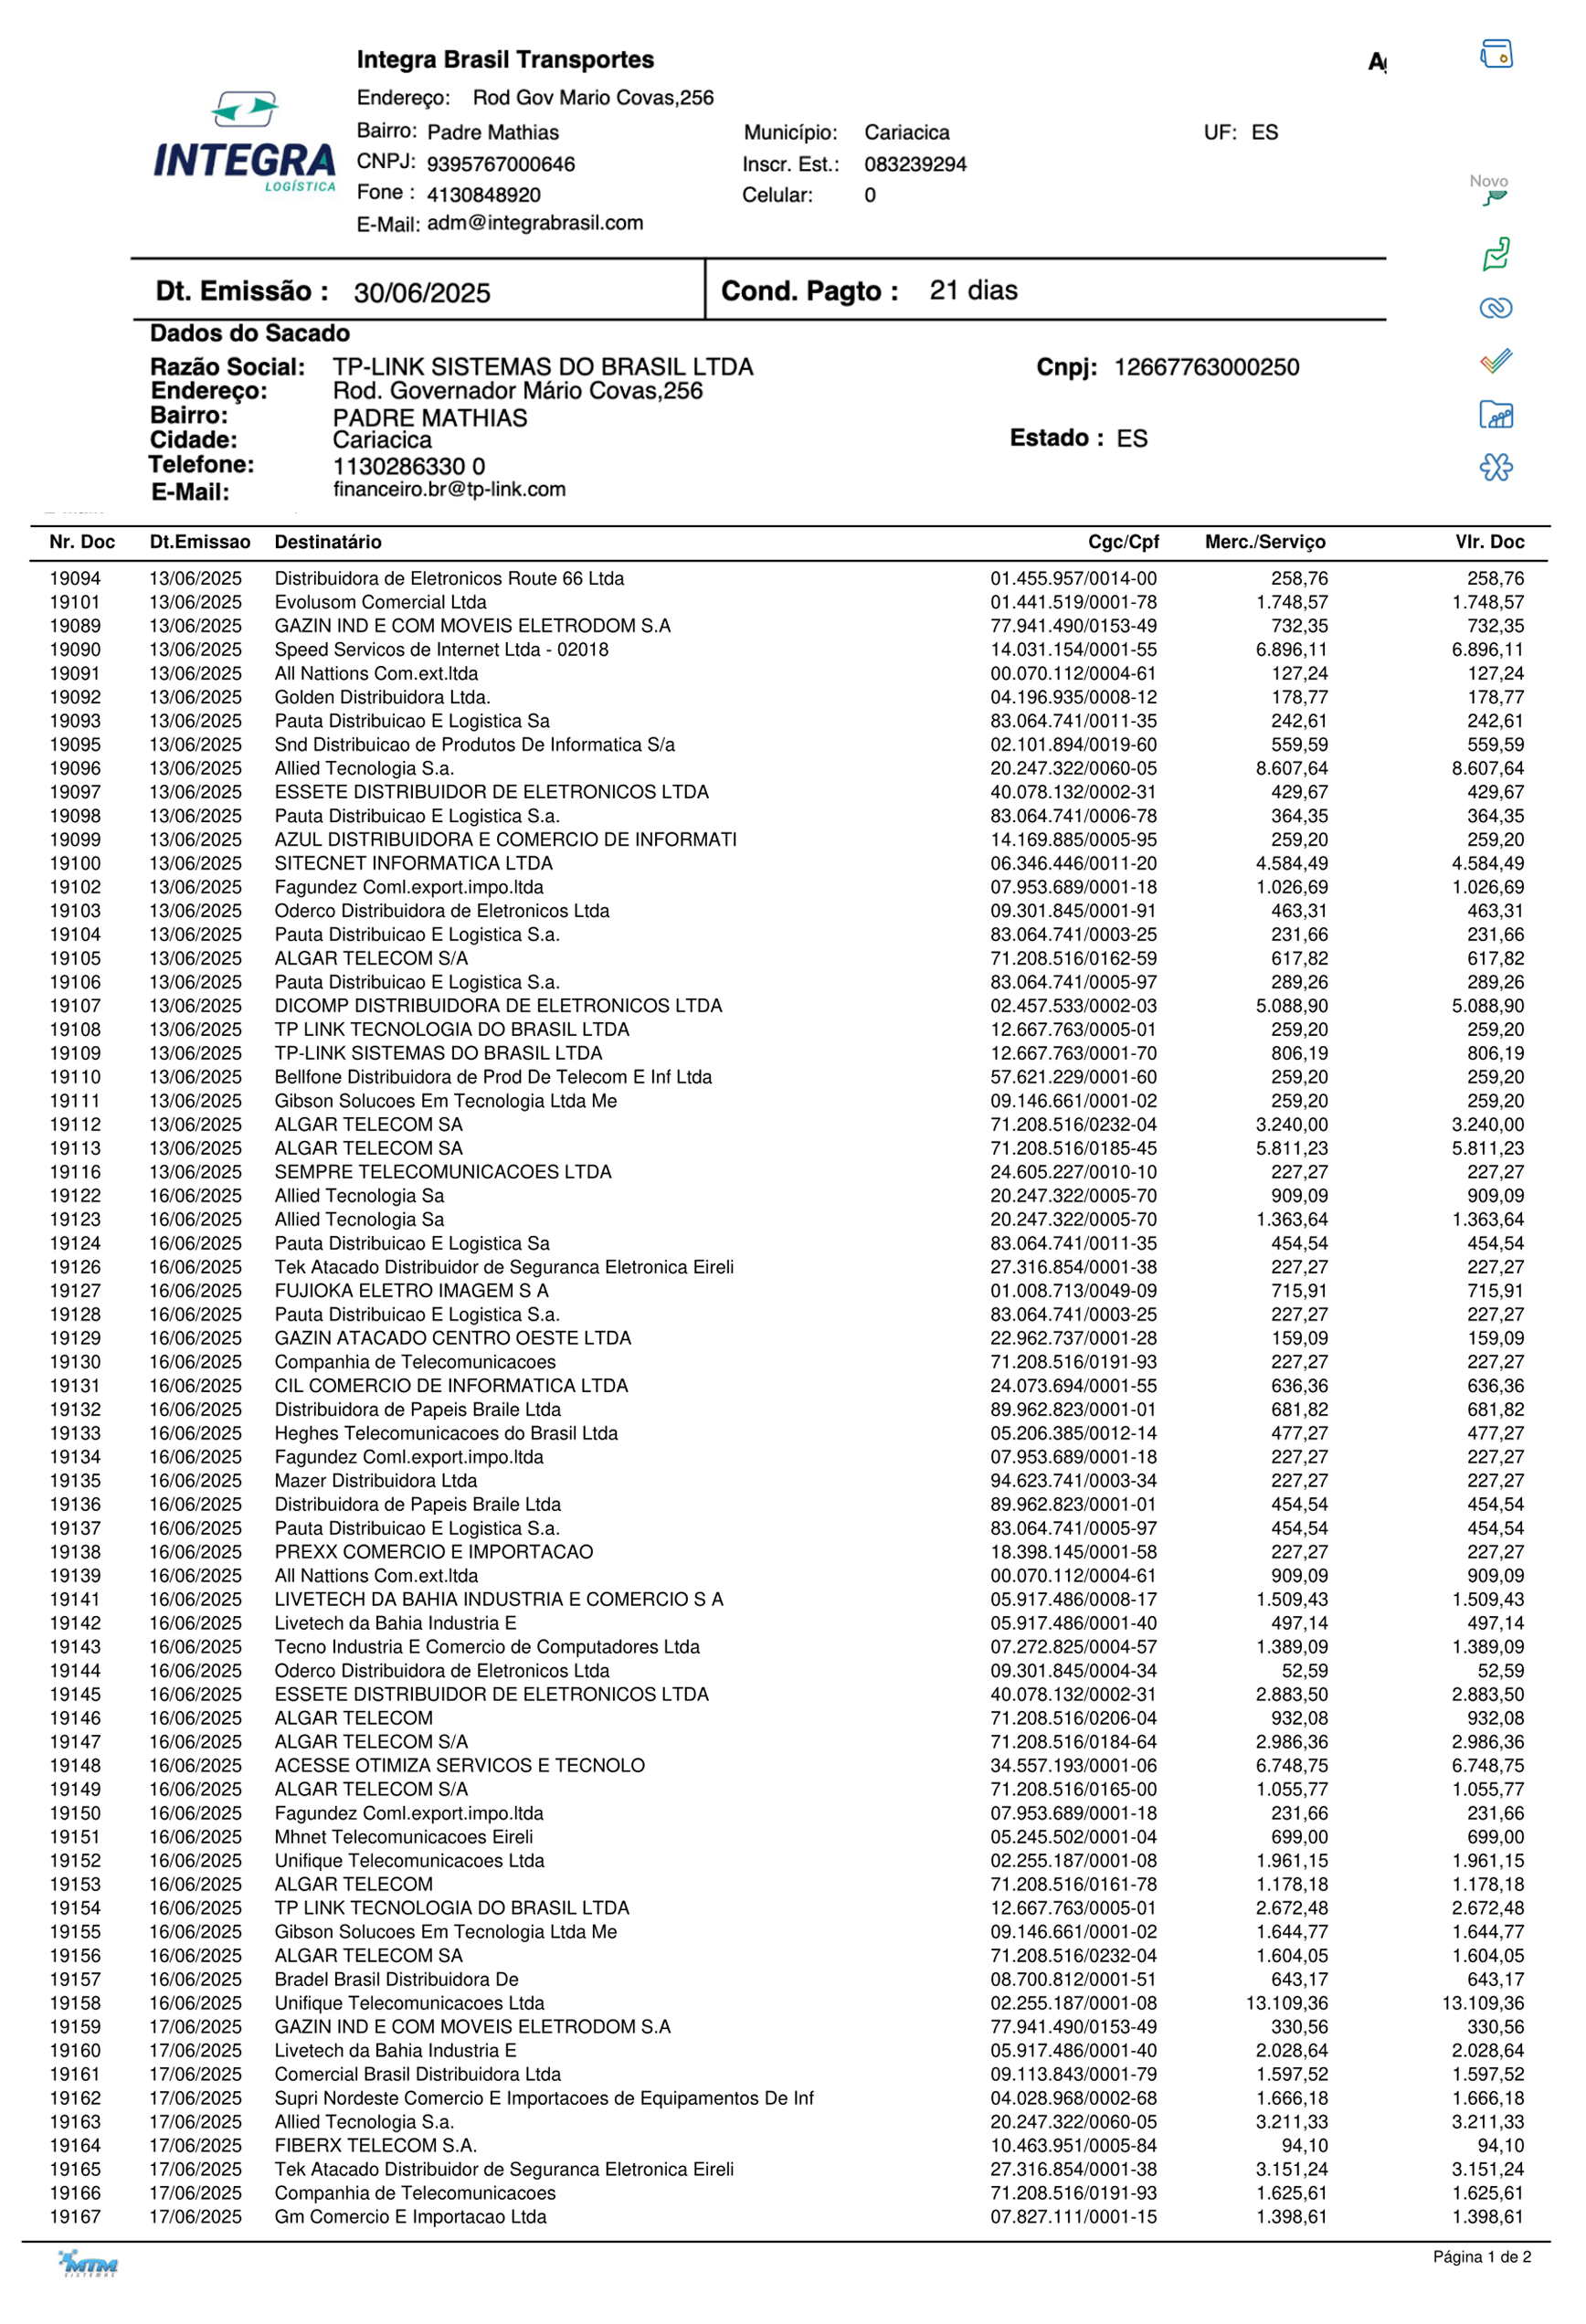 Integra Brasil Transportes
Endereço: Rod Gov Mario Covas,256
Bairro: Padre Mathias Município: Cariacica UF: ES
CNPJ: 9395767000646 Inscr. Est.: 083239294
Fone : 4130848920 Celular: 0
E-Mail: adm@integrabrasil.com
INTEGRA
LOGÍSTICA
Novo
Dt. Emissão : 30/06/2025 Cond. Pagto : 21 dias
Dados do Sacado
Razão Social: TP-LINK SISTEMAS DO BRASIL LTDA Cnpj: 12667763000250
Endereço: Rod. Governador Mário Covas,256
Bairro: PADRE MATHIAS
Cidade: Cariacica Estado : ES
Telefone: 1130286330 0
E-Mail: financeiro.br@tp-link.com
Nr. Doc Dt.Emissao Destinatário Cgc/Cpf Merc./Serviço Vlr. Doc
19094 13/06/2025 Distribuidora de Eletronicos Route 66 Ltda 01.455.957/0014-00 258,76 258,76
19101 13/06/2025 Evolusom Comercial Ltda 01.441.519/0001-78 1.748,57 1.748,57
19089 13/06/2025 GAZIN IND E COM MOVEIS ELETRODOM S.A 77.941.490/0153-49 732,35 732,35
19090 13/06/2025 Speed Servicos de Internet Ltda - 02018 14.031.154/0001-55 6.896,11 6.896,11
19091 13/06/2025 All Nattions Com.ext.ltda 00.070.112/0004-61 127,24 127,24
19092 13/06/2025 Golden Distribuidora Ltda. 04.196.935/0008-12 178,77 178,77
19093 13/06/2025 Pauta Distribuicao E Logistica Sa 83.064.741/0011-35 242,61 242,61
19095 13/06/2025 Snd Distribuicao de Produtos De Informatica S/a 02.101.894/0019-60 559,59 559,59
19096 13/06/2025 Allied Tecnologia S.a. 20.247.322/0060-05 8.607,64 8.607,64
19097 13/06/2025 ESSETE DISTRIBUIDOR DE ELETRONICOS LTDA 40.078.132/0002-31 429,67 429,67
19098 13/06/2025 Pauta Distribuicao E Logistica S.a. 83.064.741/0006-78 364,35 364,35
19099 13/06/2025 AZUL DISTRIBUIDORA E COMERCIO DE INFORMATI 14.169.885/0005-95 259,20 259,20
19100 13/06/2025 SITECNET INFORMATICA LTDA 06.346.446/0011-20 4.584,49 4.584,49
19102 13/06/2025 Fagundez Coml.export.impo.ltda 07.953.689/0001-18 1.026,69 1.026,69
19103 13/06/2025 Oderco Distribuidora de Eletronicos Ltda 09.301.845/0001-91 463,31 463,31
19104 13/06/2025 Pauta Distribuicao E Logistica S.a. 83.064.741/0003-25 231,66 231,66
19105 13/06/2025 ALGAR TELECOM S/A 71.208.516/0162-59 617,82 617,82
19106 13/06/2025 Pauta Distribuicao E Logistica S.a. 83.064.741/0005-97 289,26 289,26
19107 13/06/2025 DICOMP DISTRIBUIDORA DE ELETRONICOS LTDA 02.457.533/0002-03 5.088,90 5.088,90
19108 13/06/2025 TP LINK TECNOLOGIA DO BRASIL LTDA 12.667.763/0005-01 259,20 259,20
19109 13/06/2025 TP-LINK SISTEMAS DO BRASIL LTDA 12.667.763/0001-70 806,19 806,19
19110 13/06/2025 Bellfone Distribuidora de Prod De Telecom E Inf Ltda 57.621.229/0001-60 259,20 259,20
19111 13/06/2025 Gibson Solucoes Em Tecnologia Ltda Me 09.146.661/0001-02 259,20 259,20
19112 13/06/2025 ALGAR TELECOM SA 71.208.516/0232-04 3.240,00 3.240,00
19113 13/06/2025 ALGAR TELECOM SA 71.208.516/0185-45 5.811,23 5.811,23
19116 13/06/2025 SEMPRE TELECOMUNICACOES LTDA 24.605.227/0010-10 227,27 227,27
19122 16/06/2025 Allied Tecnologia Sa 20.247.322/0005-70 909,09 909,09
19123 16/06/2025 Allied Tecnologia Sa 20.247.322/0005-70 1.363,64 1.363,64
19124 16/06/2025 Pauta Distribuicao E Logistica Sa 83.064.741/0011-35 454,54 454,54
19126 16/06/2025 Tek Atacado Distribuidor de Seguranca Eletronica Eireli 27.316.854/0001-38 227,27 227,27
19127 16/06/2025 FUJIOKA ELETRO IMAGEM S A 01.008.713/0049-09 715,91 715,91
19128 16/06/2025 Pauta Distribuicao E Logistica S.a. 83.064.741/0003-25 227,27 227,27
19129 16/06/2025 GAZIN ATACADO CENTRO OESTE LTDA 22.962.737/0001-28 159,09 159,09
19130 16/06/2025 Companhia de Telecomunicacoes 71.208.516/0191-93 227,27 227,27
19131 16/06/2025 CIL COMERCIO DE INFORMATICA LTDA 24.073.694/0001-55 636,36 636,36
19132 16/06/2025 Distribuidora de Papeis Braile Ltda 89.962.823/0001-01 681,82 681,82
19133 16/06/2025 Heghes Telecomunicacoes do Brasil Ltda 05.206.385/0012-14 477,27 477,27
19134 16/06/2025 Fagundez Coml.export.impo.ltda 07.953.689/0001-18 227,27 227,27
19135 16/06/2025 Mazer Distribuidora Ltda 94.623.741/0003-34 227,27 227,27
19136 16/06/2025 Distribuidora de Papeis Braile Ltda 89.962.823/0001-01 454,54 454,54
19137 16/06/2025 Pauta Distribuicao E Logistica S.a. 83.064.741/0005-97 454,54 454,54
19138 16/06/2025 PREXX COMERCIO E IMPORTACAO 18.398.145/0001-58 227,27 227,27
19139 16/06/2025 All Nattions Com.ext.ltda 00.070.112/0004-61 909,09 909,09
19141 16/06/2025 LIVETECH DA BAHIA INDUSTRIA E COMERCIO S A 05.917.486/0008-17 1.509,43 1.509,43
19142 16/06/2025 Livetech da Bahia Industria E 05.917.486/0001-40 497,14 497,14
19143 16/06/2025 Tecno Industria E Comercio de Computadores Ltda 07.272.825/0004-57 1.389,09 1.389,09
19144 16/06/2025 Oderco Distribuidora de Eletronicos Ltda 09.301.845/0004-34 52,59 52,59
19145 16/06/2025 ESSETE DISTRIBUIDOR DE ELETRONICOS LTDA 40.078.132/0002-31 2.883,50 2.883,50
19146 16/06/2025 ALGAR TELECOM 71.208.516/0206-04 932,08 932,08
19147 16/06/2025 ALGAR TELECOM S/A 71.208.516/0184-64 2.986,36 2.986,36
19148 16/06/2025 ACESSE OTIMIZA SERVICOS E TECNOLO 34.557.193/0001-06 6.748,75 6.748,75
19149 16/06/2025 ALGAR TELECOM S/A 71.208.516/0165-00 1.055,77 1.055,77
19150 16/06/2025 Fagundez Coml.export.impo.ltda 07.953.689/0001-18 231,66 231,66
19151 16/06/2025 Mhnet Telecomunicacoes Eireli 05.245.502/0001-04 699,00 699,00
19152 16/06/2025 Unifique Telecomunicacoes Ltda 02.255.187/0001-08 1.961,15 1.961,15
19153 16/06/2025 ALGAR TELECOM 71.208.516/0161-78 1.178,18 1.178,18
19154 16/06/2025 TP LINK TECNOLOGIA DO BRASIL LTDA 12.667.763/0005-01 2.672,48 2.672,48
19155 16/06/2025 Gibson Solucoes Em Tecnologia Ltda Me 09.146.661/0001-02 1.644,77 1.644,77
19156 16/06/2025 ALGAR TELECOM SA 71.208.516/0232-04 1.604,05 1.604,05
19157 16/06/2025 Bradel Brasil Distribuidora De 08.700.812/0001-51 643,17 643,17
19158 16/06/2025 Unifique Telecomunicacoes Ltda 02.255.187/0001-08 13.109,36 13.109,36
19159 17/06/2025 GAZIN IND E COM MOVEIS ELETRODOM S.A 77.941.490/0153-49 330,56 330,56
19160 17/06/2025 Livetech da Bahia Industria E 05.917.486/0001-40 2.028,64 2.028,64
19161 17/06/2025 Comercial Brasil Distribuidora Ltda 09.113.843/0001-79 1.597,52 1.597,52
19162 17/06/2025 Supri Nordeste Comercio E Importacoes de Equipamentos De Inf 04.028.968/0002-68 1.666,18 1.666,18
19163 17/06/2025 Allied Tecnologia S.a. 20.247.322/0060-05 3.211,33 3.211,33
19164 17/06/2025 FIBERX TELECOM S.A. 10.463.951/0005-84 94,10 94,10
19165 17/06/2025 Tek Atacado Distribuidor de Seguranca Eletronica Eireli 27.316.854/0001-38 3.151,24 3.151,24
19166 17/06/2025 Companhia de Telecomunicacoes 71.208.516/0191-93 1.625,61 1.625,61
19167 17/06/2025 Gm Comercio E Importacao Ltda 07.827.111/0001-15 1.398,61 1.398,61
MTM
SISTEMAS
Página 1 de 2